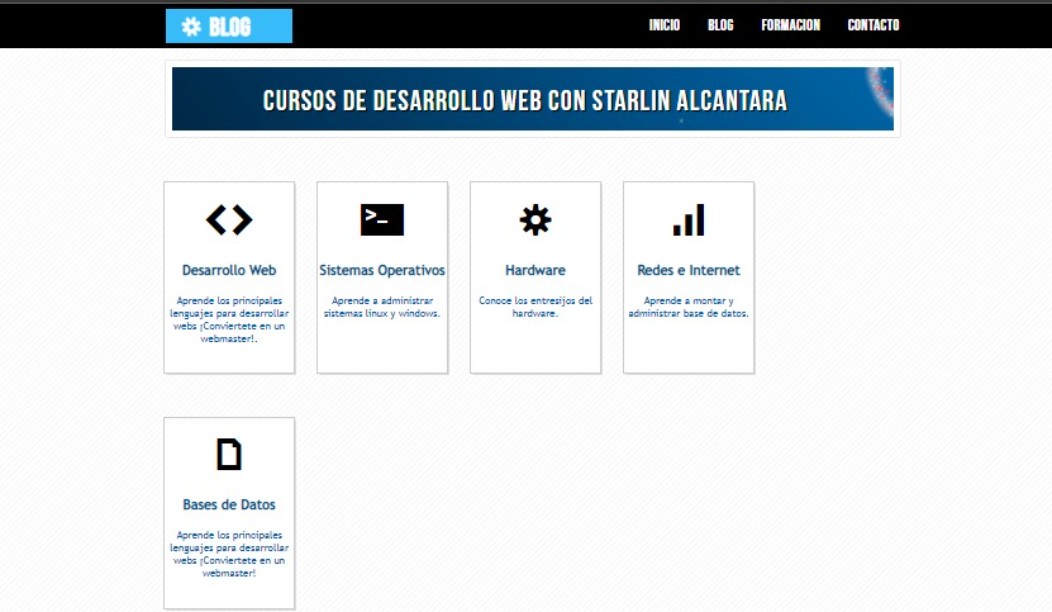 BLOG
INICIO BLOG FORMACION CONTACTO
CURSOS DE DESARROLLO WEB CON STARLIN ALCANTARA
>_
Desarrollo Web
Aprende los principales
lenguajes para desarrollar
webs ¡Conviertete en un
webmaster!.
Sistemas Operativos
Aprende a administrar
sistemas linux y windows.
Hardware
Conoce los entresijos del
hardware.
Redes e Internet
Aprende a montar y
administrar base de datos.
Bases de Datos
Aprende los principales
lenguajes para desarrollar
webs ¡Conviertete en un
webmaster!